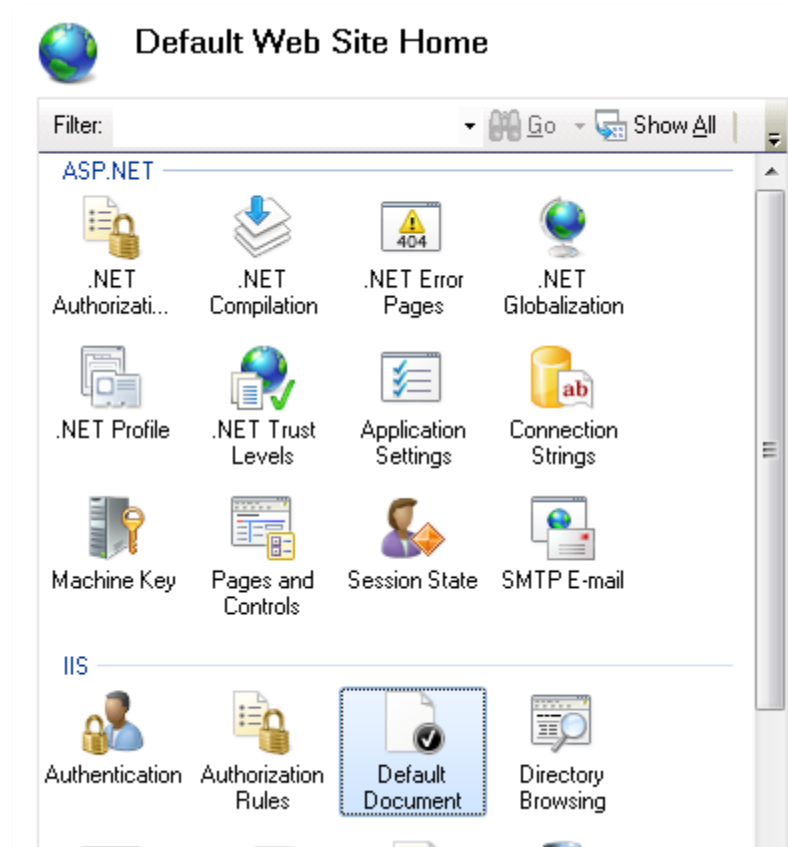 Default Web Site Home
Filter: Go Show All
ASP.NET
404
.NET Authorizati...
.NET Compilation
.NET Error Pages
.NET Globalization
ab
.NET Profile
.NET Trust Levels
Application Settings
Connection Strings
Machine Key
Pages and Controls
Session State
SMTP E-mail
IIS
Authentication
Authorization Rules
Default Document
Directory Browsing